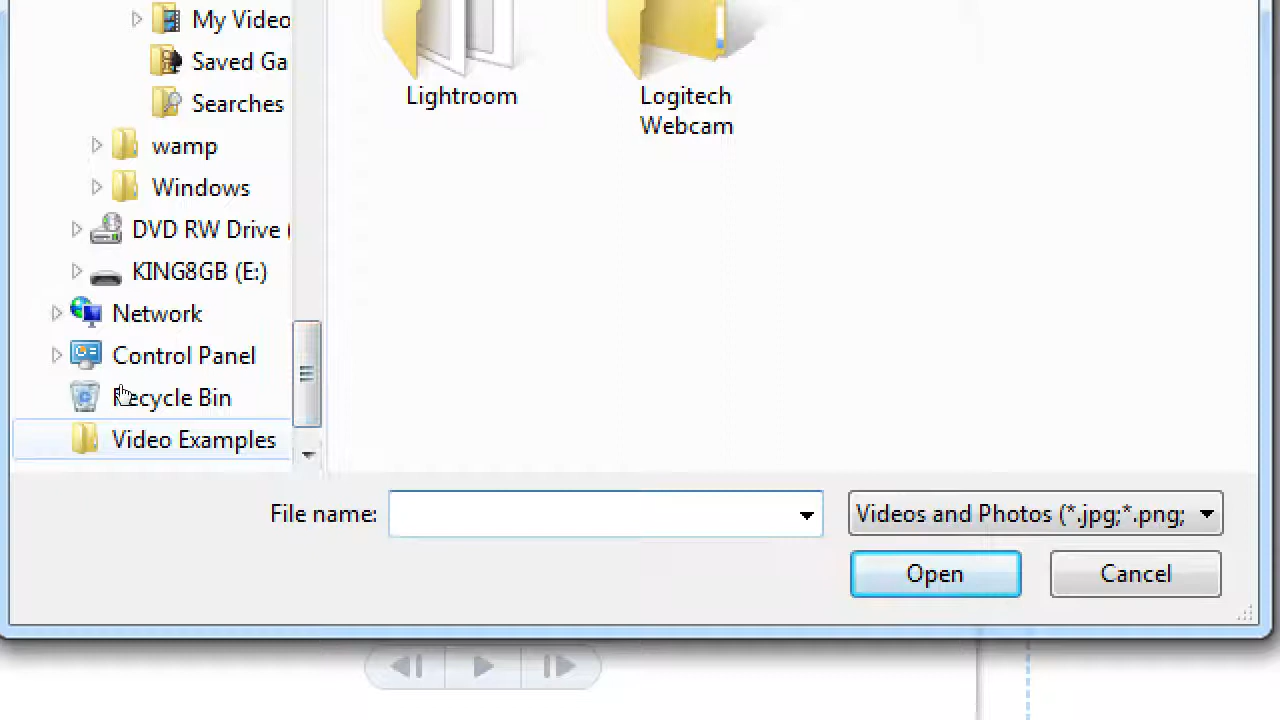 My Video
Saved Ga
Searches
wamp
Windows
DVD RW Drive (
KING8GB (E:)
Network
Control Panel
Recycle Bin
Video Examples
Lightroom
Logitech
Webcam
File name:
Videos and Photos (*.jpg;*.png;
Open
Cancel